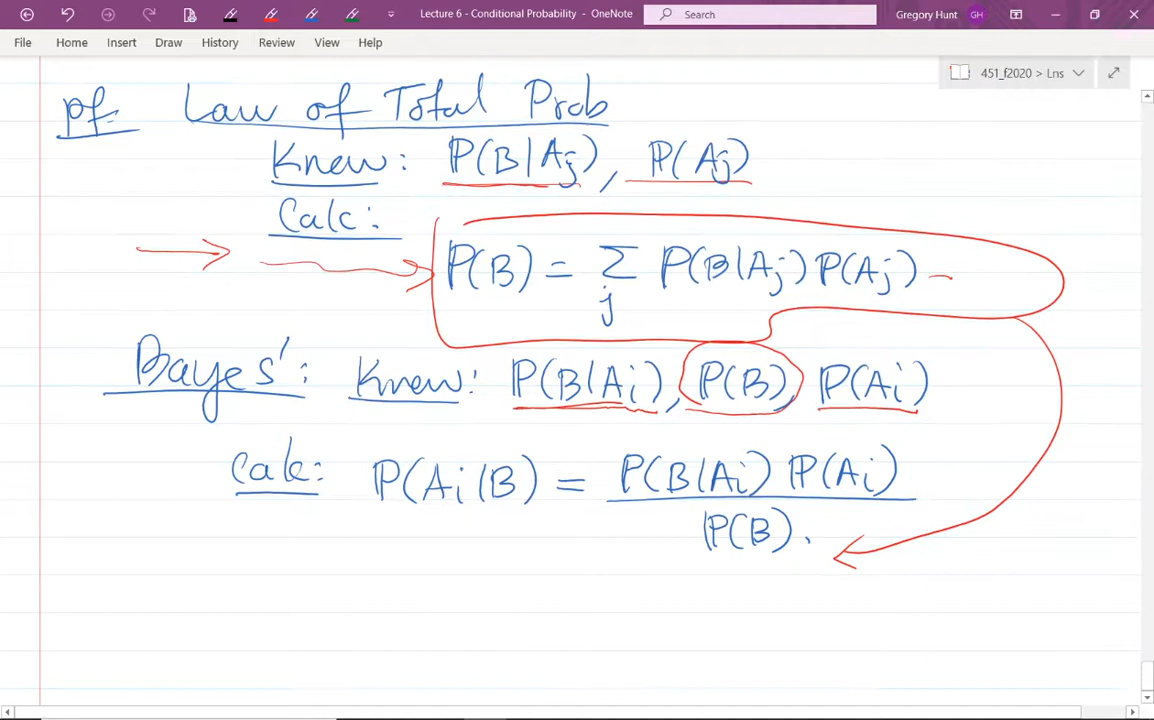 Lecture 6 - Conditional Probability - OneNote
Search
Gregory Hunt GH
File Home Insert Draw History Review View Help
451_f2020 > Lns
pf: Law of Total Prob
Knew: P(B|Aj), P(Aj)
Calc:
P(B) = Σ P(B|Aj) P(Aj)
j
Bayes': Knew: P(B|Ai), P(B), P(Ai)
Calc: P(Ai|B) = P(B|Ai) P(Ai)
P(B).